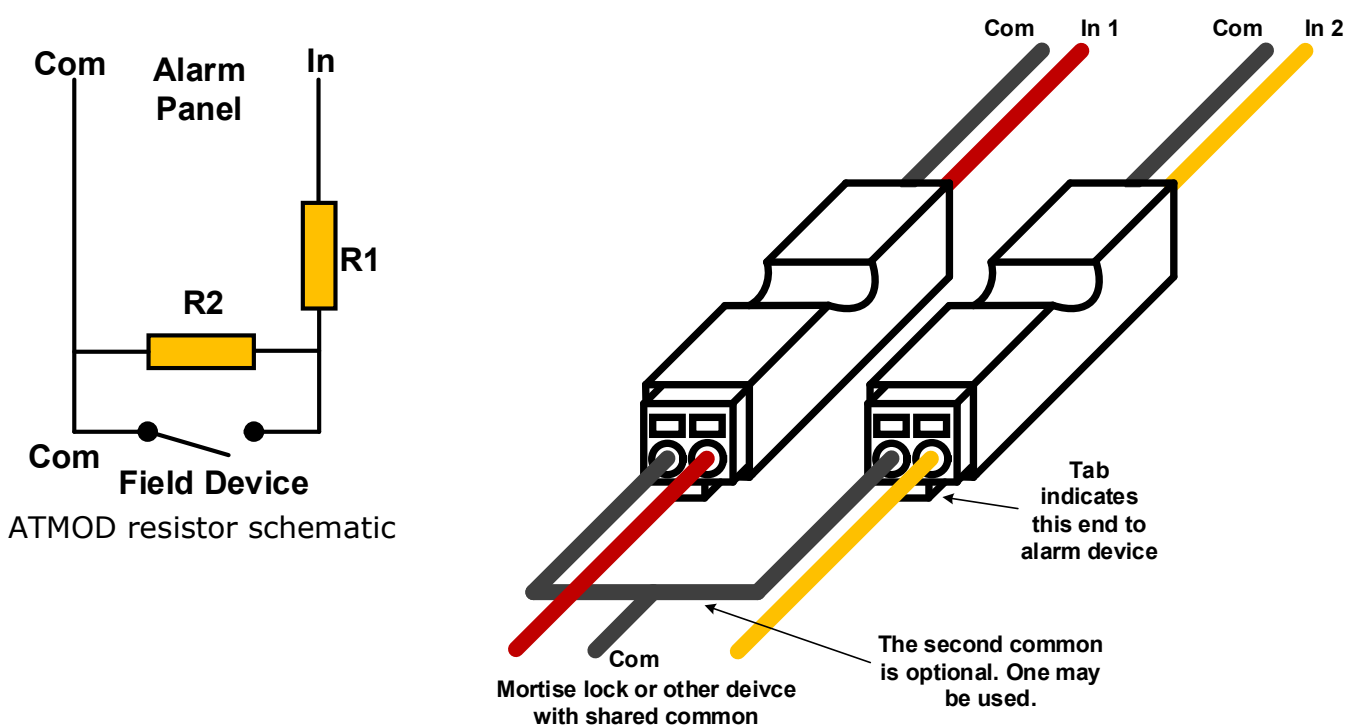 Com
Alarm
Panel
In
R1
R2
Com
Field Device
ATMOD resistor schematic
Com
In 1
Com
In 2
Tab
indicates
this end to
alarm device
The second common
is optional. One may
be used.
Com
Mortise lock or other deivce
with shared common